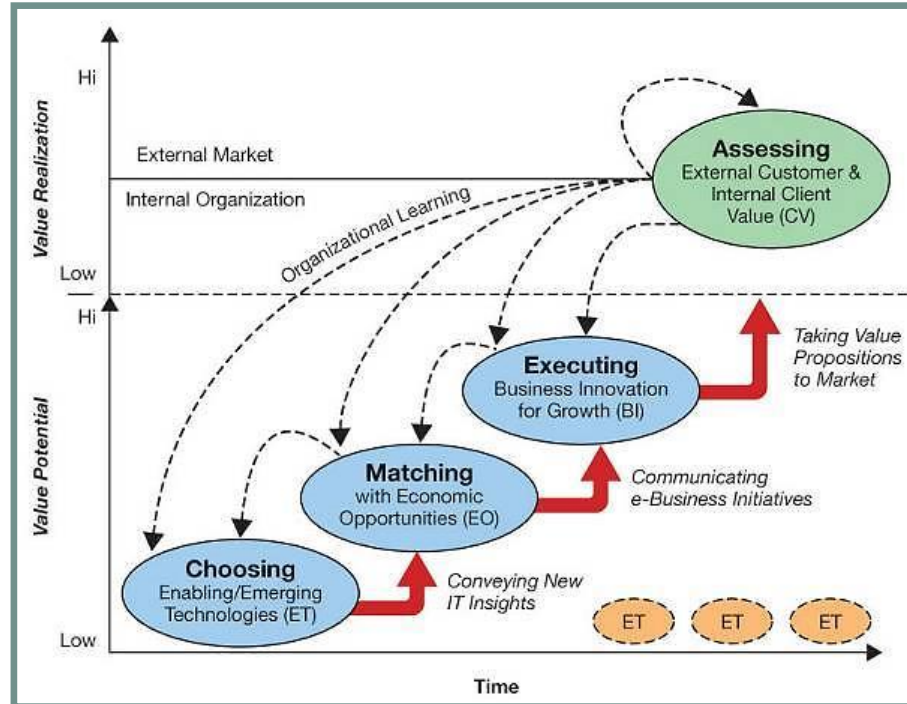 Hi
Value Realization
External Market
Internal Organization
Low
Organizational Learning
Assessing
External Customer &
Internal Client
Value (CV)
Hi
Value Potential
Low
Executing
Business Innovation
for Growth (BI)
Taking Value
Propositions
to Market
Matching
with Economic
Opportunities (EO)
Communicating
e-Business Initiatives
Choosing
Enabling/Emerging
Technologies (ET)
Conveying New
IT Insights
ET
ET
ET
Time